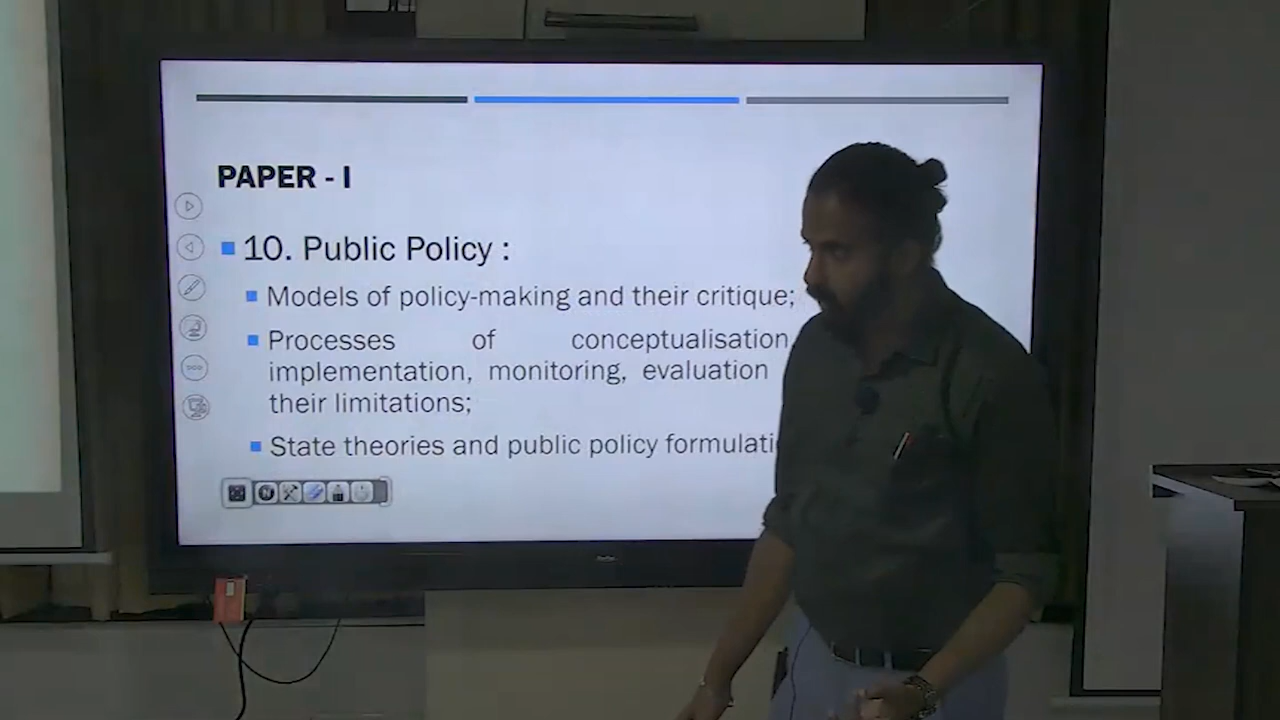 PAPER - I
10. Public Policy :
Models of policy-making and their critique;
Processes of conceptualisation,
implementation, monitoring, evaluation
their limitations;
State theories and public policy